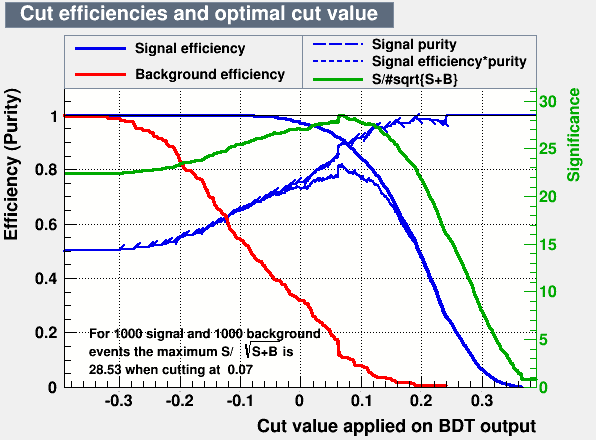 Cut efficiencies and optimal cut value
Signal efficiency
Background efficiency
Signal purity
Signal efficiency*purity
S/#sqrt{S+B}
Efficiency (Purity)
1
0.8
0.6
0.4
0.2
0
30
25
20
15
10
5
0
Significance
For 1000 signal and 1000 background
events the maximum S/ √S+B is
28.53 when cutting at 0.07
-0.3 -0.2 -0.1 0 0.1 0.2 0.3
Cut value applied on BDT output